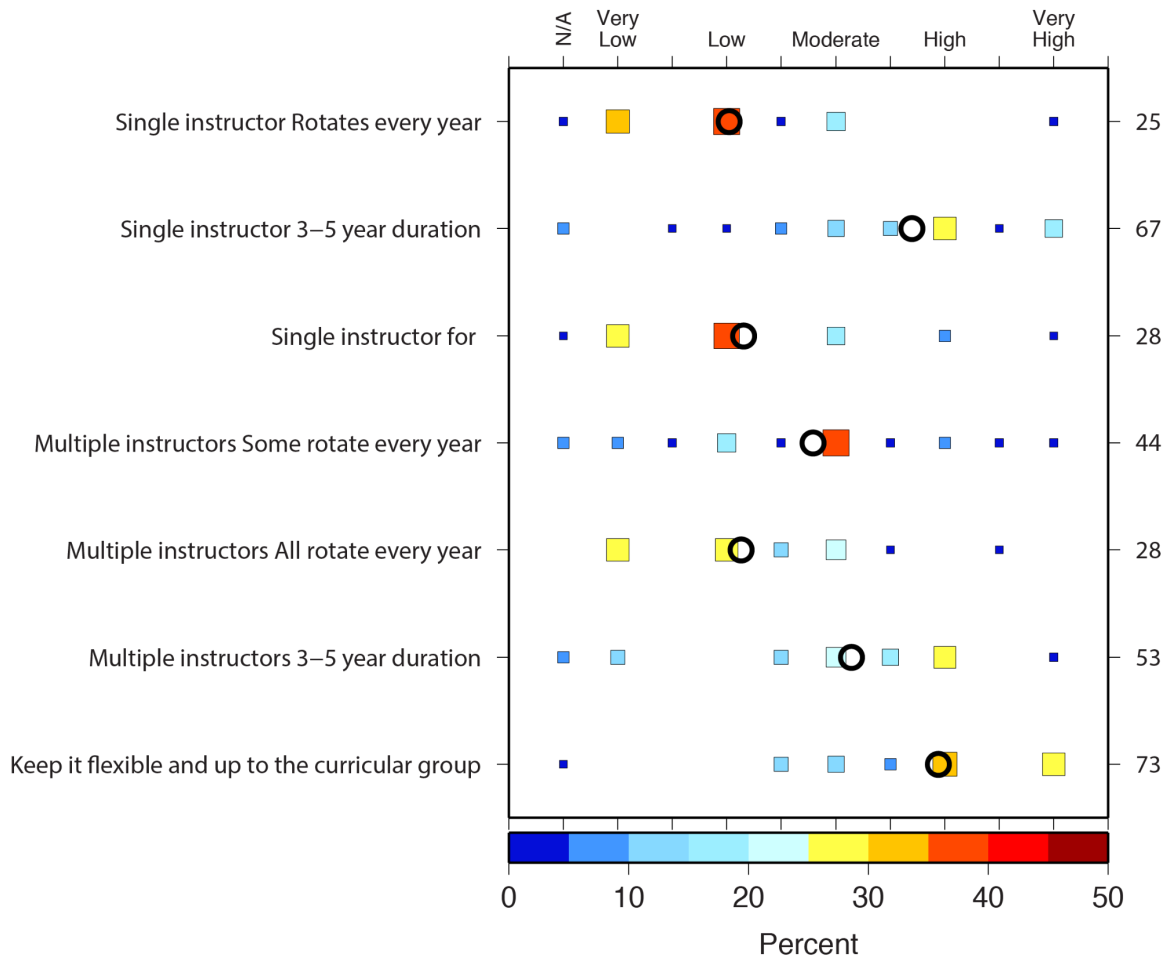 N/A
Very
Low
Low
Moderate
High
Very
High
Single instructor Rotates every year 25
Single instructor 3–5 year duration 67
Single instructor for 28
Multiple instructors Some rotate every year 44
Multiple instructors All rotate every year 28
Multiple instructors 3–5 year duration 53
Keep it flexible and up to the curricular group 73
0 10 20 30 40 50
Percent